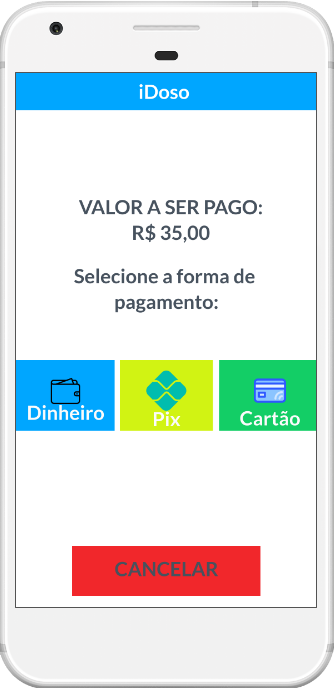 iDoso
VALOR A SER PAGO:
R$ 35,00
Selecione a forma de
pagamento:
Dinheiro
Pix
Cartão
CANCELAR